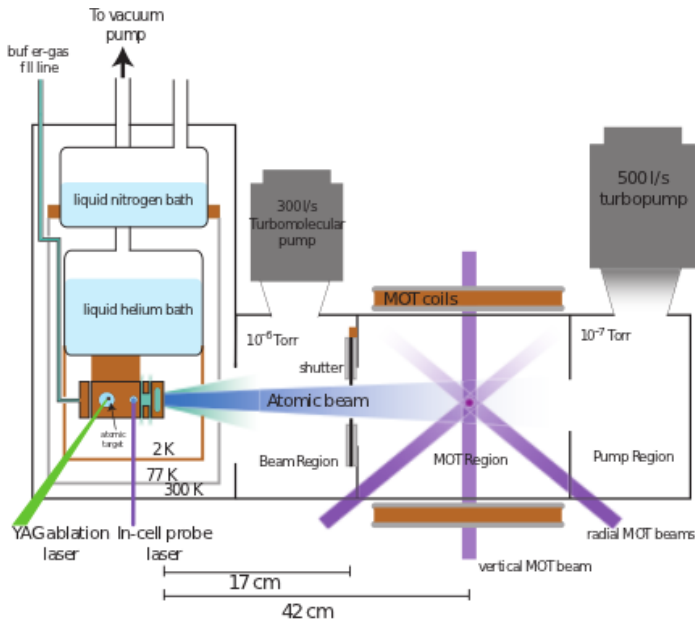 To vacuum
pump
buf er-gas
f ll line
liquid nitrogen bath
liquid helium bath
300 l/s
Turbomolecular
pump
500 l/s
turbopump
MOT coils
10-6 Torr
10-7 Torr
shutter
Atomic beam
atomic
target
2 K
77 K
300 K
Beam Region
MOT Region
Pump Region
YAG ablation
laser
In-cell probe
laser
radial MOT beams
vertical MOT beam
17 cm
42 cm